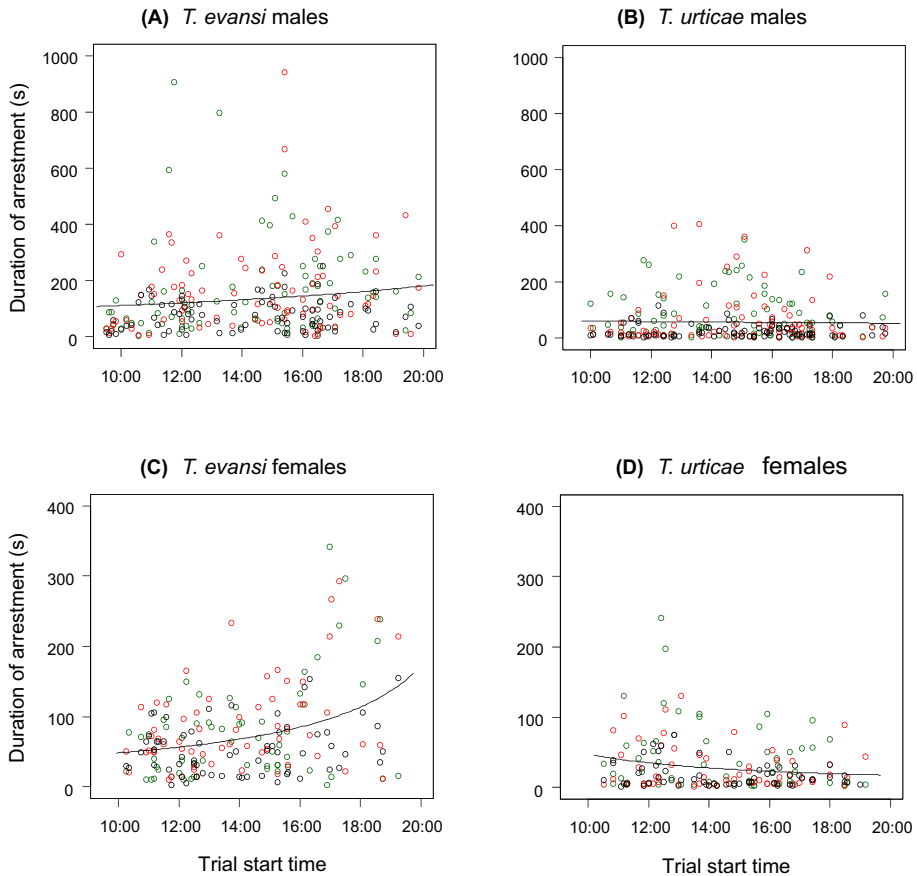 (A) T. evansi males
(B) T. urticae males
Duration of arrestment (s)
1000
800
600
400
200
0
10:00 12:00 14:00 16:00 18:00 20:00
1000
800
600
400
200
0
10:00 12:00 14:00 16:00 18:00 20:00
(C) T. evansi females
(D) T. urticae females
Duration of arrestment (s)
400
300
200
100
0
10:00 12:00 14:00 16:00 18:00 20:00
Trial start time
400
300
200
100
0
10:00 12:00 14:00 16:00 18:00 20:00
Trial start time